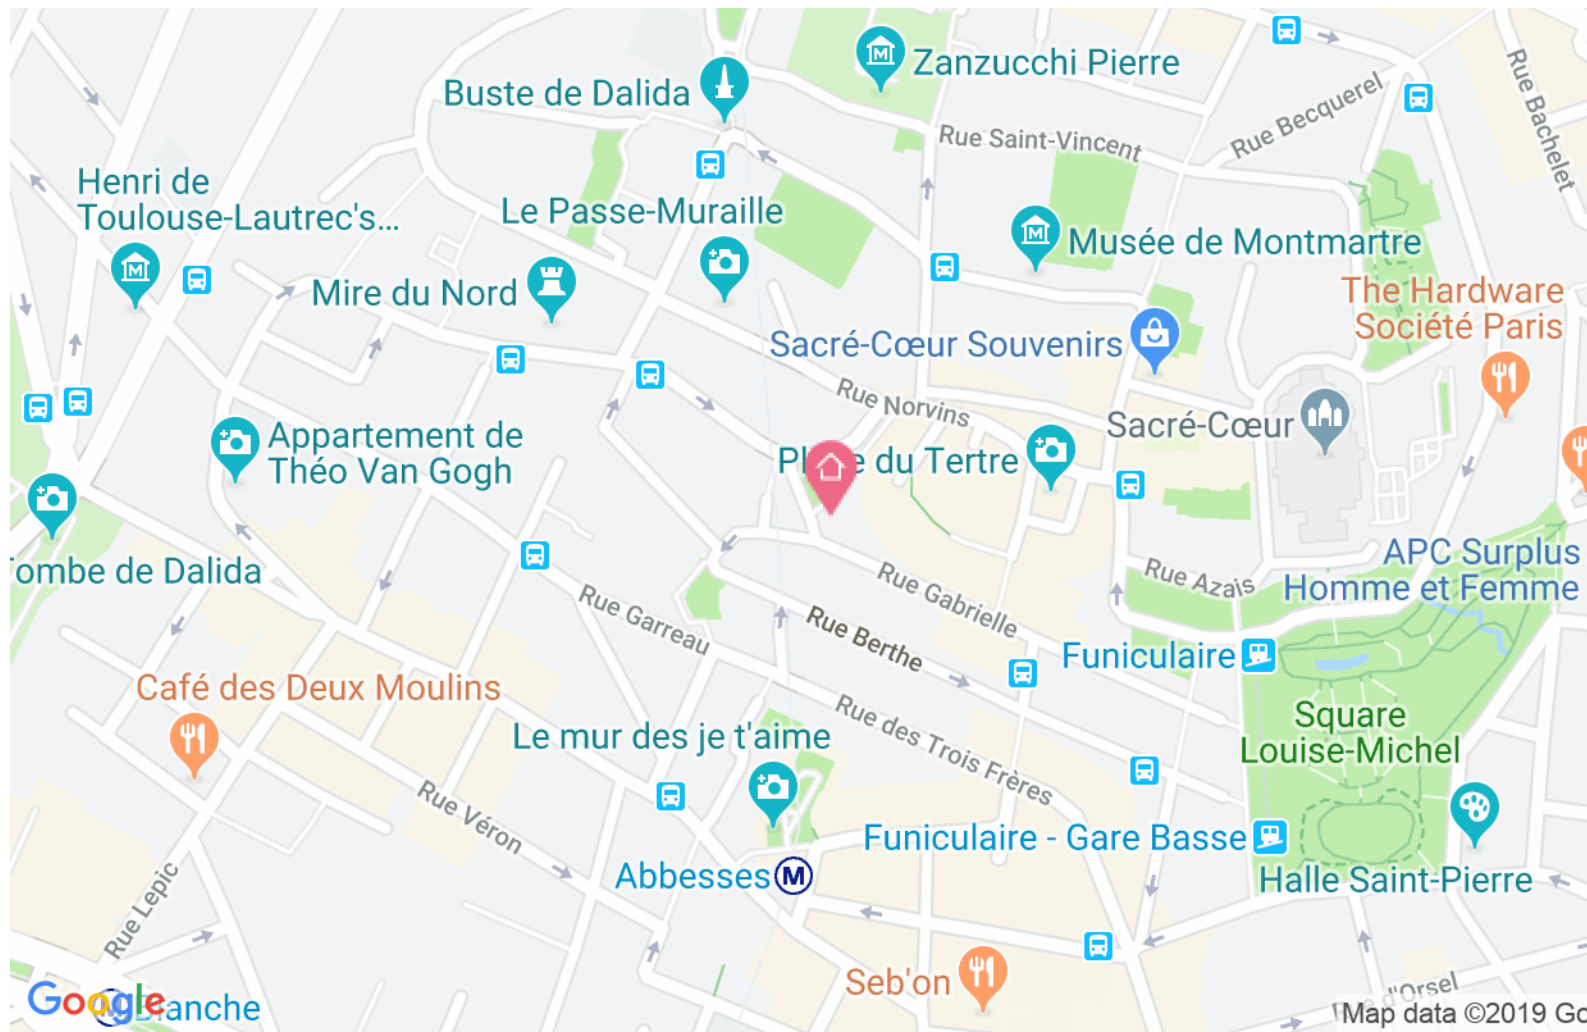 Zanzucchi Pierre
Buste de Dalida
Rue Bachelet
Rue Becquerel
Rue Saint-Vincent
Henri de
Toulouse-Lautrec's...
Le Passe-Muraille
Musée de Montmartre
Mire du Nord
The Hardware
Société Paris
Sacré-Cœur Souvenirs
Rue Norvins
Sacré-Cœur
Appartement de
Théo Van Gogh
du Tertre
de Dalida
APC Surplus
Homme et Femme
Rue Azais
Rue Gabrielle
Rue Garreau
Rue Berthe
Funiculaire
Café des Deux Moulins
Square
Louise-Michel
Le mur des je t'aime
Rue des Trois Frères
Rue Véron
Funiculaire - Gare Basse
Abbesses M
Halle Saint-Pierre
Rue Lepic
Seb'on
d'Orsel
Google
Map data ©2019